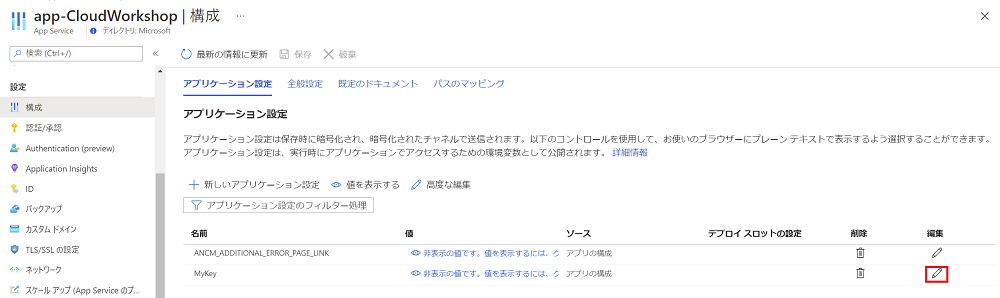 app-CloudWorkshop | 構成 ...
App Service | ディレクトリ: Microsoft
検索 (Ctrl+/)
«
最新の情報に更新 保存 破棄
設定
構成
認証/承認
Authentication (preview)
Application Insights
ID
バックアップ
カスタム ドメイン
TLS/SSL の設定
ネットワーク
スケール アップ (App Service のプ...
アプリケーション設定 全般設定 既定のドキュメント パスのマッピング
アプリケーション設定
アプリケーション設定は保存時に暗号化され、暗号化されたチャネルで送信されます。以下のコントロールを使用して、お使いのブラウザーにプレーン テキストで表示するよう選択することができます。
アプリケーション設定は、実行時にアプリケーションでアクセスするための環境変数として公開されます。 詳細情報
新しいアプリケーション設定 値を表示する 高度な編集
アプリケーション設定のフィルター処理
名前 値 ソース デプロイ スロットの設定 削除 編集
ANCM_ADDITIONAL_ERROR_PAGE_LINK 非表示の値です。値を表示するには、ク アプリの構成
MyKey 非表示の値です。値を表示するには、ク アプリの構成